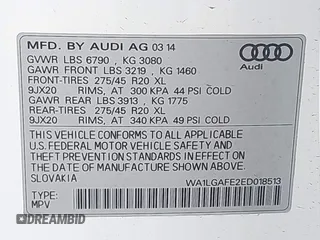 MFD. BY AUDI AG 03 14
GVWR LBS 6790 , KG 3080
GAWR FRONT LBS 3219 , KG 1460
FRONT-TIRES: 275/45 R20 XL
9JX20 RIMS, AT 300 KPA 44 PSI COLD
GAWR REAR LBS 3913 , KG 1775
REAR-TIRES: 275/45 R20 XL
9JX20 RIMS, AT 340 KPA 49 PSI COLD
Audi
THIS VEHICLE CONFORMS TO ALL APPLICABLE
U.S. FEDERAL MOTOR VEHICLE SAFETY AND
THEFT PREVENTION STANDARDS IN EFFECT ON
THE DATE OF MANUFACTURE SHOWN ABOVE.
SLOVAKIA
WA1LGAFE2ED018513
TYPE:
MPV
DREAMBID